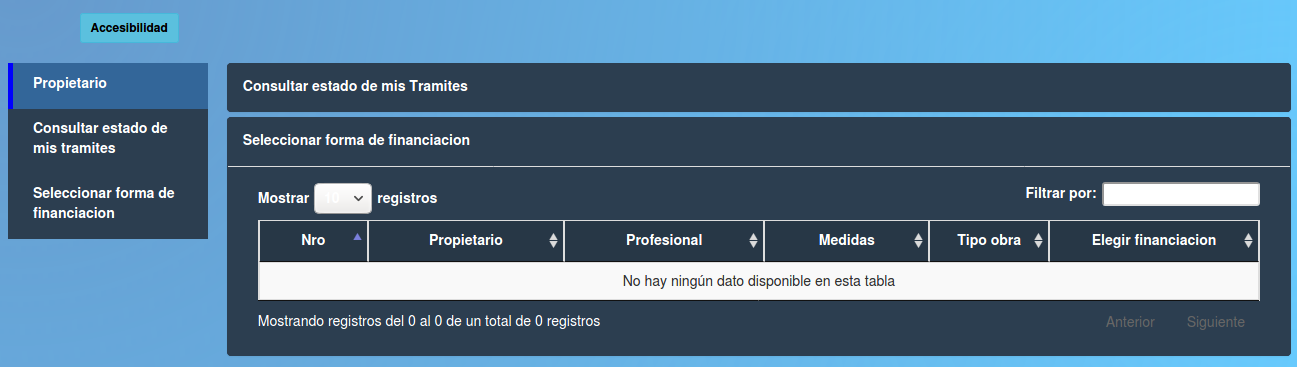 Accesibilidad
Propietario
Consultar estado de
mis tramites
Seleccionar forma de
financiacion
Consultar estado de mis Tramites
Seleccionar forma de financiacion
Mostrar 10 registros
Filtrar por:
Nro Propietario Profesional Medidas Tipo obra Elegir financiacion
No hay ningún dato disponible en esta tabla
Mostrando registros del 0 al 0 de un total de 0 registros
Anterior Siguiente